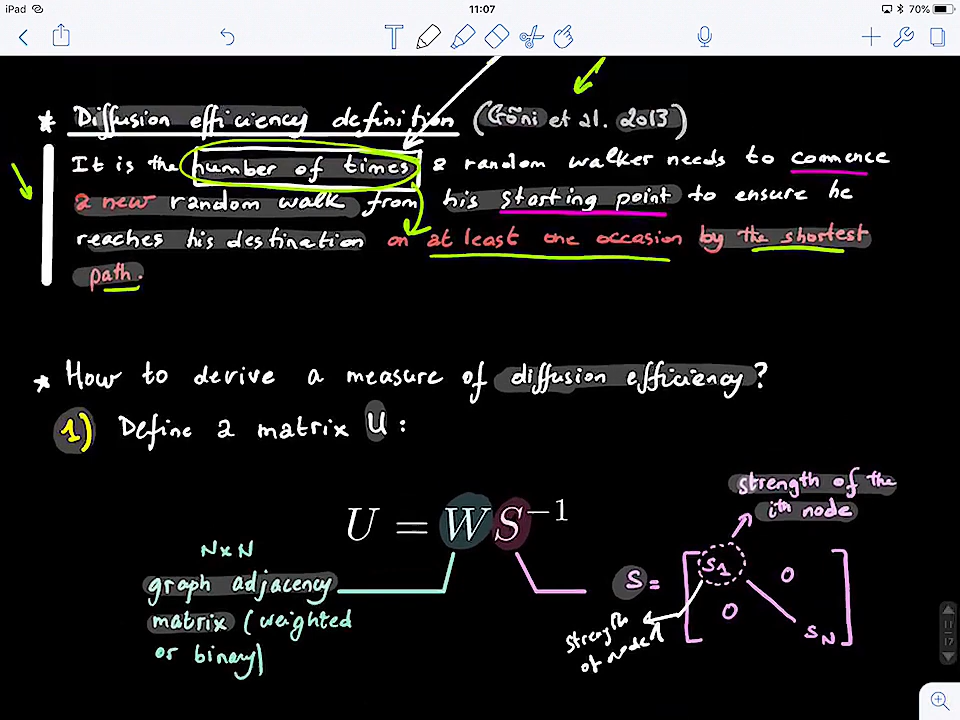 iPad
11:07
70%
* Diffusion efficiency definition (Goñi et al. 2013)
It is the number of times a random walker needs to commence
a new random walk from his starting point to ensure he
reaches his destination on at least one occasion by the shortest
path.
* How to derive a measure of diffusion efficiency?
1) Define a matrix U :
U = W S⁻¹
strength of the
ith node
N x N
graph adjacency
matrix (weighted
or binary)
S = [ S1 0
0 SN ]
strength
of node 1
11
17